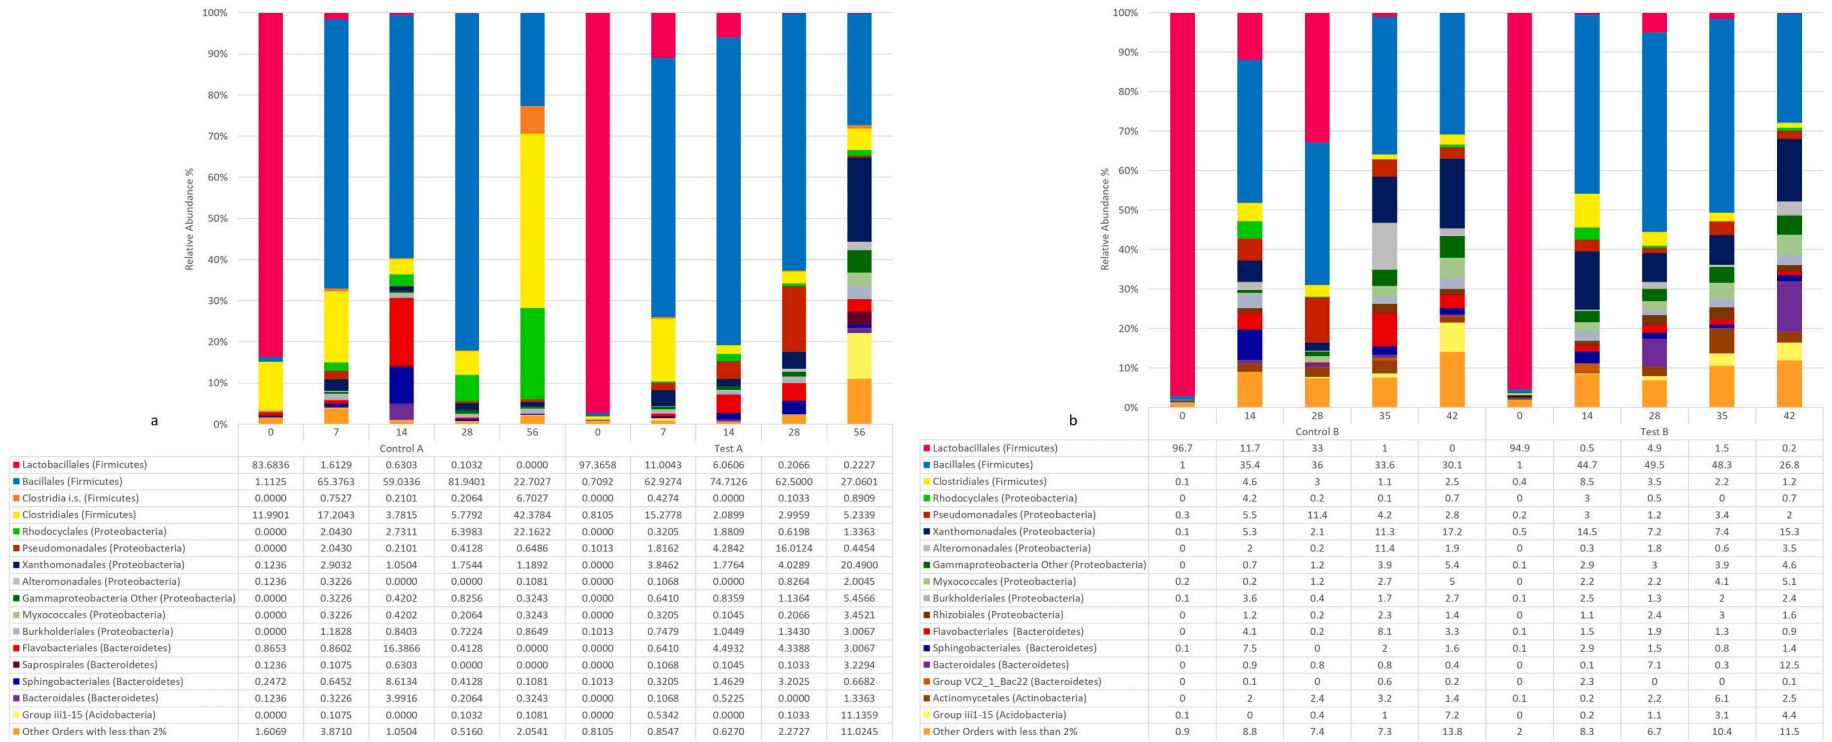 100%
90%
80%
70%
60%
50%
40%
30%
20%
10%
0%
Relative Abundance %
a
0 7 14 28 56 0 7 14 28 56
Control A Test A
Lactobacillales (Firmicutes) 83.6836 1.6129 0.6303 0.1032 0.0000 97.3658 11.0043 6.0606 0.2066 0.2227
Bacillales (Firmicutes) 1.1125 65.3763 59.0336 81.9401 22.7027 0.7092 62.9274 74.7126 62.5000 27.0601
Clostridia i.s. (Firmicutes) 0.0000 0.7527 0.2101 0.2064 6.7027 0.0000 0.4274 0.0000 0.1033 0.8909
Clostridiales (Firmicutes) 11.9901 17.2043 3.7815 5.7792 42.3784 0.8105 15.2778 2.0899 2.9959 5.2339
Rhodocyclales (Proteobacteria) 0.0000 2.0430 2.7311 6.3983 22.1622 0.0000 0.3205 1.8809 0.6198 1.3363
Pseudomonadales (Proteobacteria) 0.0000 2.0430 0.2101 0.4128 0.6486 0.1013 1.8162 4.2842 16.0124 0.4454
Xanthomonadales (Proteobacteria) 0.1236 2.9032 1.0504 1.7544 1.1892 0.0000 3.8462 1.7764 4.0289 20.4900
Alteromonadales (Proteobacteria) 0.1236 0.3226 0.0000 0.0000 0.1081 0.0000 0.1068 0.0000 0.8264 2.0045
Gammaproteobacteria Other (Proteobacteria) 0.0000 0.3226 0.4202 0.8256 0.3243 0.0000 0.6410 0.8359 1.1364 5.4566
Myxococcales (Proteobacteria) 0.0000 0.3226 0.4202 0.2064 0.3243 0.0000 0.3205 0.1045 0.2066 3.4521
Burkholderiales (Proteobacteria) 0.0000 1.1828 0.8403 0.7224 0.8649 0.1013 0.7479 1.0449 1.3430 3.0067
Flavobacteriales (Bacteroidetes) 0.8653 0.8602 16.3866 0.4128 0.0000 0.0000 0.6410 4.4932 4.3388 3.0067
Saprospirales (Bacteroidetes) 0.1236 0.1075 0.6303 0.0000 0.0000 0.0000 0.1068 0.1045 0.1033 3.2294
Sphingobacteriales (Bacteroidetes) 0.2472 0.6452 8.6134 0.4128 0.1081 0.1013 0.3205 1.4629 3.2025 0.6682
Bacteroidales (Bacteroidetes) 0.1236 0.3226 3.9916 0.2064 0.3243 0.0000 0.1068 0.5225 0.0000 1.3363
Group iii1-15 (Acidobacteria) 0.0000 0.1075 0.0000 0.1032 0.1081 0.0000 0.5342 0.0000 0.1033 11.1359
Other Orders with less than 2% 1.6069 3.8710 1.0504 0.5160 2.0541 0.8105 0.8547 0.6270 2.2727 11.0245
100%
90%
80%
70%
60%
50%
40%
30%
20%
10%
0%
Relative Abundance %
b
0 14 28 35 42 0 14 28 35 42
Control B Test B
Lactobacillales (Firmicutes) 96.7 11.7 33 1 0 94.9 0.5 4.9 1.5 0.2
Bacillales (Firmicutes) 1 35.4 36 33.6 30.1 1 44.7 49.5 48.3 26.8
Clostridiales (Firmicutes) 0.1 4.6 3 1.1 2.5 0.4 8.5 3.5 2.2 1.2
Rhodocyclales (Proteobacteria) 0 4.2 0.2 0.1 0.7 0 3 0.5 0 0.7
Pseudomonadales (Proteobacteria) 0.3 5.5 11.4 4.2 2.8 0.2 3 1.2 3.4 2
Xanthomonadales (Proteobacteria) 0.1 5.3 2.1 11.3 17.2 0.5 14.5 7.2 7.4 15.3
Alteromonadales (Proteobacteria) 0 2 0.2 11.4 1.9 0 0.3 1.8 0.6 3.5
Gammaproteobacteria Other (Proteobacteria) 0 0.7 1.2 3.9 5.4 0.1 2.9 3 3.9 4.6
Myxococcales (Proteobacteria) 0.2 0.2 1.2 2.7 5 0 2.2 2.2 4.1 5.1
Burkholderiales (Proteobacteria) 0.1 3.6 0.4 1.7 2.7 0.1 2.5 1.3 2 2.4
Rhizobiales (Proteobacteria) 0 1.2 0.2 2.3 1.4 0 1.1 2.4 3 1.6
Flavobacteriales (Bacteroidetes) 0 4.1 0.2 8.1 3.3 0.1 1.5 1.9 1.3 0.9
Sphingobacteriales (Bacteroidetes) 0.1 7.5 0 2 1.6 0.1 2.9 1.5 0.8 1.4
Bacteroidales (Bacteroidetes) 0 0.9 0.8 0.8 0.4 0 0.1 7.1 0.3 12.5
Group VC2_1_Bac22 (Bacteroidetes) 0 0.1 0 0.6 0.2 0 2.3 0 0 0.1
Actinomycetales (Actinobacteria) 0 2 2.4 3.2 1.4 0.1 0.2 2.2 6.1 2.5
Group iii1-15 (Acidobacteria) 0.1 0 0.4 1 7.2 0 0.2 1.1 3.1 4.4
Other Orders with less than 2% 0.9 8.8 7.4 7.3 13.8 2 8.3 6.7 10.4 11.5